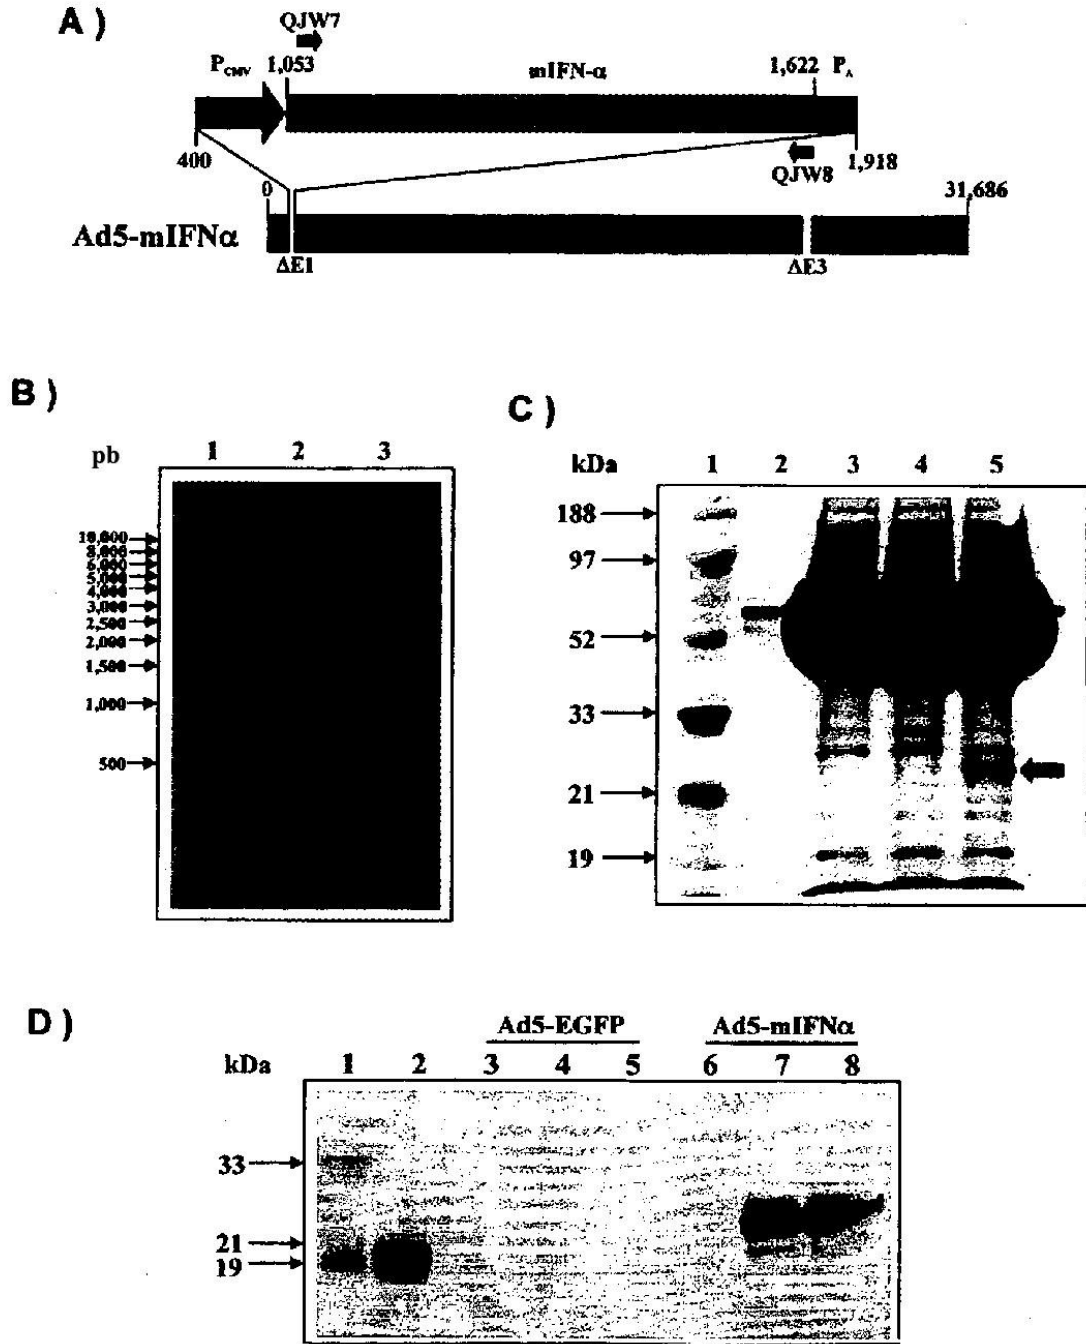 A )
QJW7
P_CMV 1,053 mIFN-α 1,622 P_A
400 QJW8 1,918
0 31,686
Ad5-mIFNα
ΔE1 ΔE3
B )
pb 1 2 3
10,000
8,000
6,000
5,000
4,000
3,000
2,500
2,000
1,500
1,000
500
C )
kDa 1 2 3 4 5
188
97
52
33
21
19
D )
Ad5-EGFP Ad5-mIFNα
kDa 1 2 3 4 5 6 7 8
33
21
19